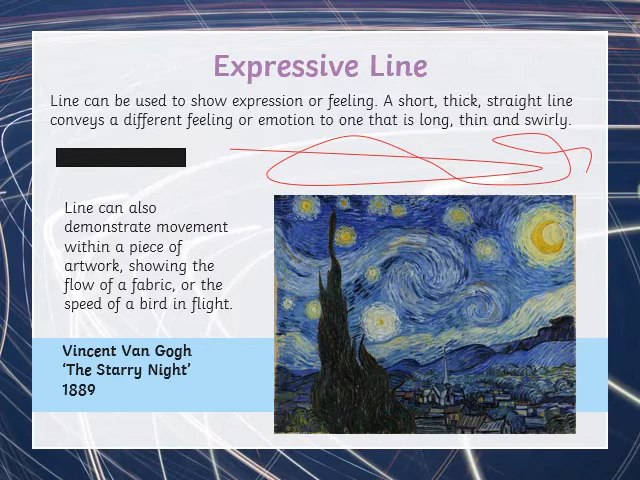 Expressive Line
Line can be used to show expression or feeling. A short, thick, straight line
conveys a different feeling or emotion to one that is long, thin and swirly.
Line can also
demonstrate movement
within a piece of
artwork, showing the
flow of a fabric, or the
speed of a bird in flight.
Vincent Van Gogh
‘The Starry Night’
1889